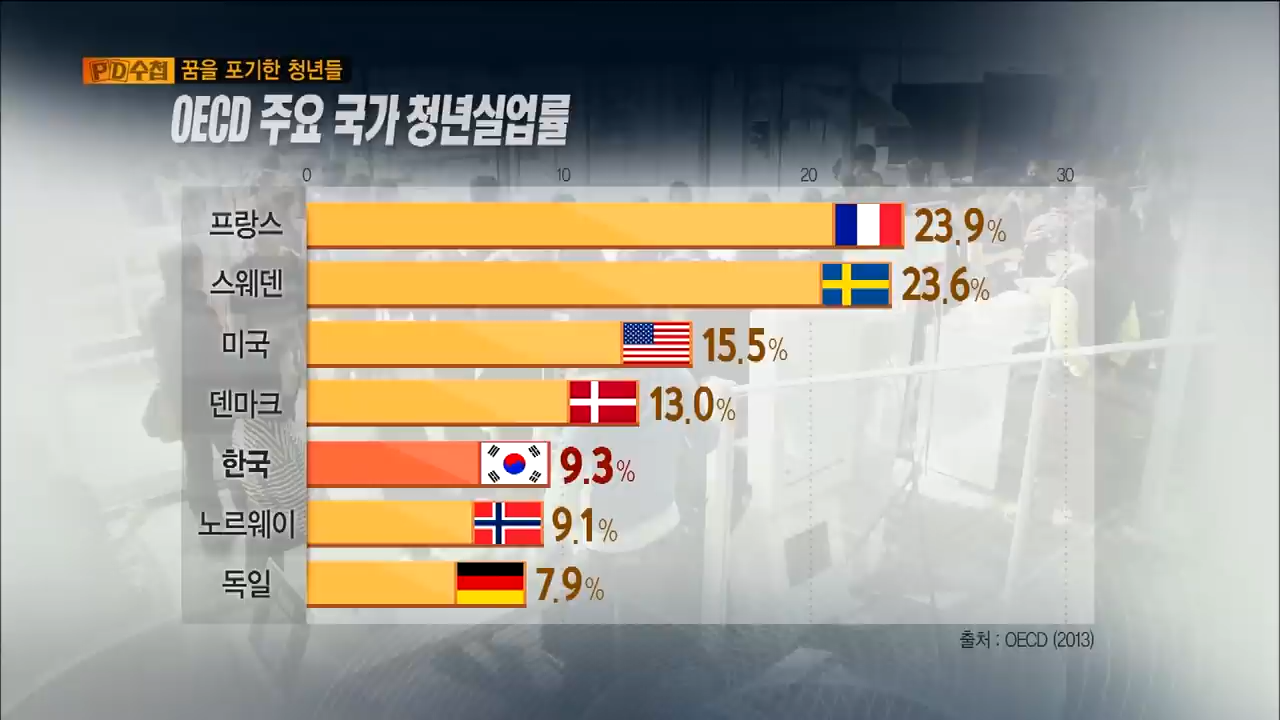 PD수첩 꿈을 포기한 청년들
OECD 주요 국가 청년실업률
0 10 20 30
프랑스 23.9%
스웨덴 23.6%
미국 15.5%
덴마크 13.0%
한국 9.3%
노르웨이 9.1%
독일 7.9%
출처 : OECD (2013)